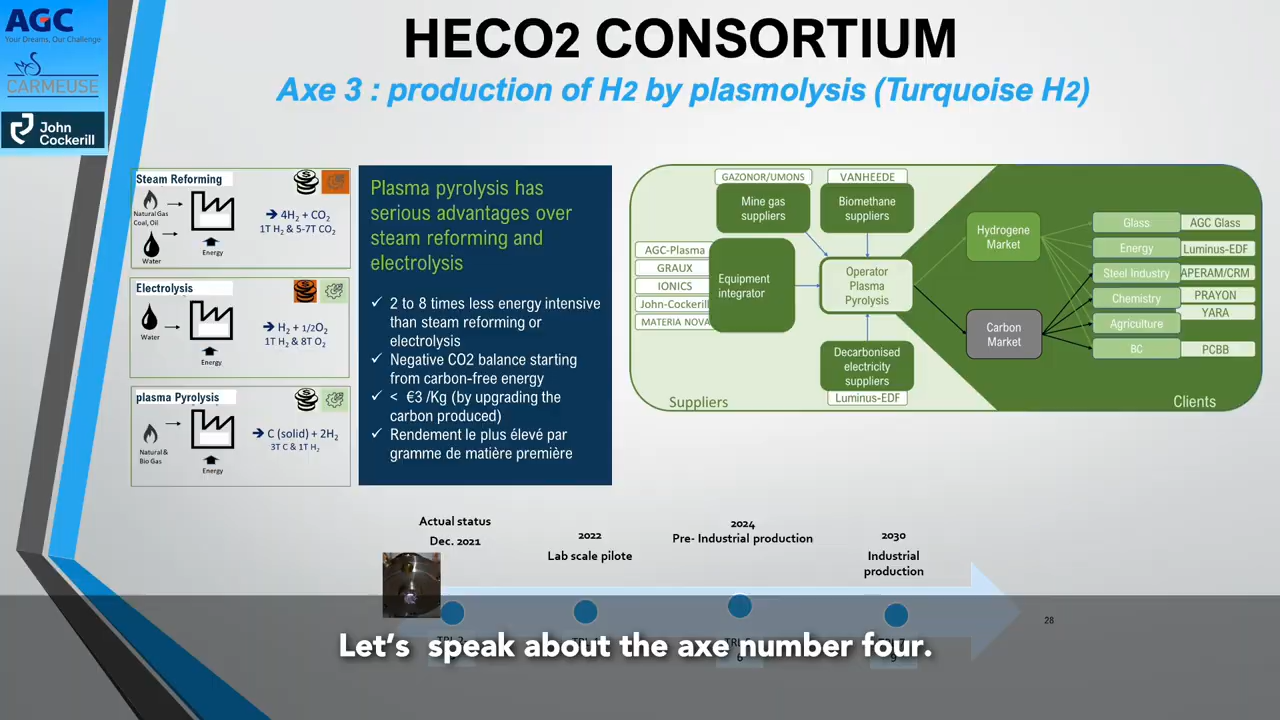 AGC
Your Dreams, Our Challenge
CARMEUSE
John
Cockerill
HECO2 CONSORTIUM
Axe 3 : production of H2 by plasmolysis (Turquoise H2)
Steam Reforming
Natural Gas
Coal, Oil
Water
Energy
➔ 4H₂ + CO₂
1T H₂ & 5-7T CO₂
Electrolysis
Water
Energy
➔ H₂ + 1/2O₂
1T H₂ & 8T O₂
plasma Pyrolysis
Natural &
Bio Gas
Energy
➔ C (solid) + 2H₂
3T C & 1T H₂
Plasma pyrolysis has
serious advantages over
steam reforming and
electrolysis
✓ 2 to 8 times less energy intensive
than steam reforming or
electrolysis
✓ Negative CO2 balance starting
from carbon-free energy
✓ < €3 /Kg (by upgrading the
carbon produced)
✓ Rendement le plus élevé par
gramme de matière première
GAZONOR/UMONS
Mine gas
suppliers
VANHEEDE
Biomethane
suppliers
AGC-Plasma
GRAUX
IONICS
John-Cockerill
MATERIA NOVA
Equipment
integrator
Operator
Plasma
Pyrolysis
Decarbonised
electricity
suppliers
Luminus-EDF
Suppliers
Hydrogene
Market
Carbon
Market
Glass
AGC Glass
Energy
Luminus-EDF
Steel Industry
APERAM/CRM
Chemistry
PRAYON
YARA
Agriculture
BC
PCBB
Clients
Actual status
Dec. 2021
2022
Lab scale pilote
2024
Pre- Industrial production
2030
Industrial
production
28
Let's speak about the axe number four.